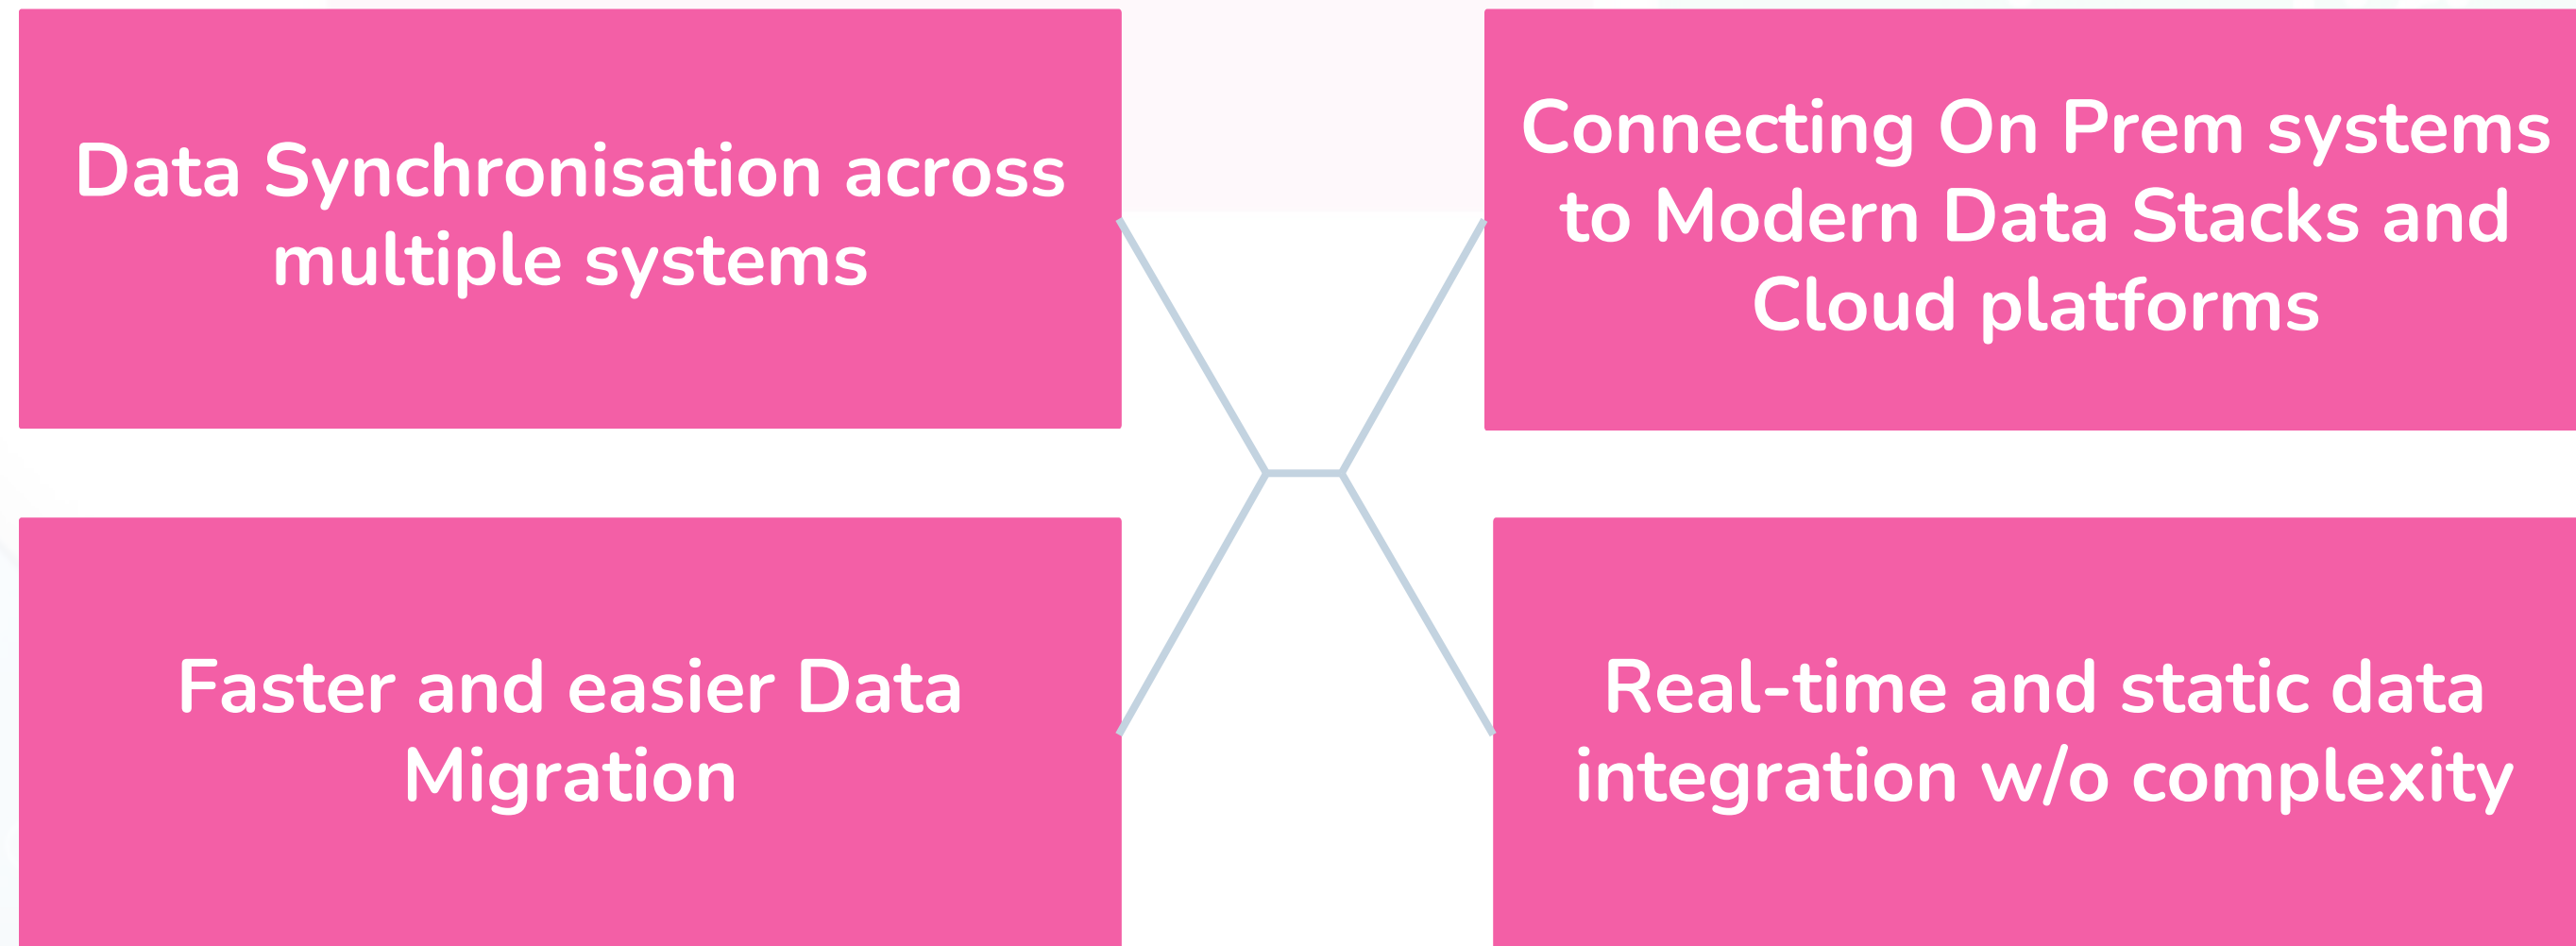 Data Synchronisation across
multiple systems
Connecting On Prem systems
to Modern Data Stacks and
Cloud platforms
Faster and easier Data
Migration
Real-time and static data
integration w/o complexity